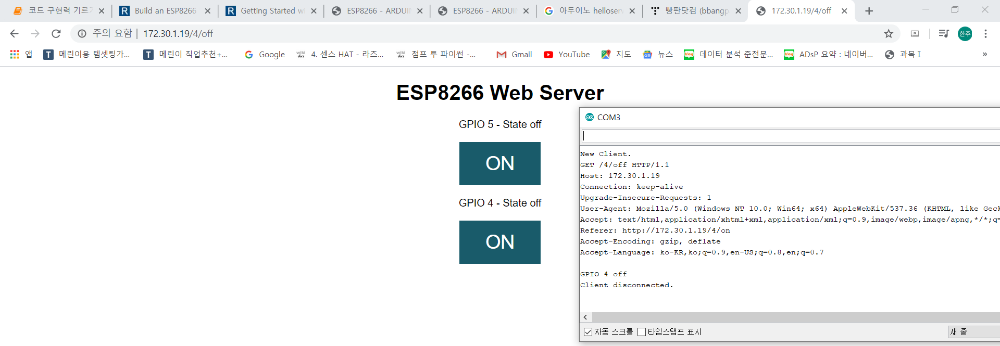 코드 구현력 기르기
Build an ESP8266
Getting Started wi
ESP8266 - ARDUIN
ESP8266 - ARDUIN
아두이노 helloserv
빵판닷컴 (bbangp
172.30.1.19/4/off
주의 요함 | 172.30.1.19/4/off
한주
앱
메린이용 템셋팅가...
메린이 직업추천+...
Google
4. 센스 HAT - 라즈...
점프 투 파이썬 -...
Gmail
YouTube
지도
뉴스
데이터 분석 준전문...
ADsP 요약 : 네이버...
과목 I
»
ESP8266 Web Server
GPIO 5 - State off
ON
GPIO 4 - State off
ON
COM3
New Client.
GET /4/off HTTP/1.1
Host: 172.30.1.19
Connection: keep-alive
Upgrade-Insecure-Requests: 1
User-Agent: Mozilla/5.0 (Windows NT 10.0; Win64; x64) AppleWebKit/537.36 (KHTML, like Geck
Accept: text/html,application/xhtml+xml,application/xml;q=0.9,image/webp,image/apng,*/*;q=
Referer: http://172.30.1.19/4/on
Accept-Encoding: gzip, deflate
Accept-Language: ko-KR,ko;q=0.9,en-US;q=0.8,en;q=0.7
GPIO 4 off
Client disconnected.
자동 스크롤
타임스탬프 표시
새 줄